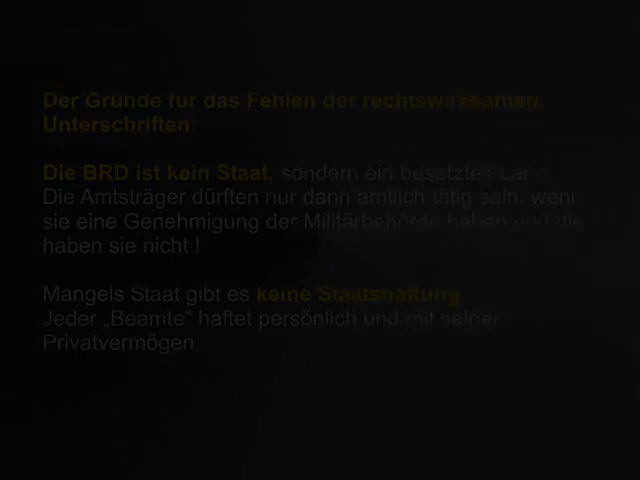 Der Gründe für das Fehlen der rechtswirksamen
Unterschriften
Die BRD ist kein Staat, sondern ein besetztes Land
Die Amtsträger dürften nur dann amtlich tätig sein, wenn
sie eine Genehmigung der Militärbehörde haben und die
haben sie nicht !
Mangels Staat gibt es keine Staatshaftung
Jeder „Beamte“ haftet persönlich und mit seinem
Privatvermögen.